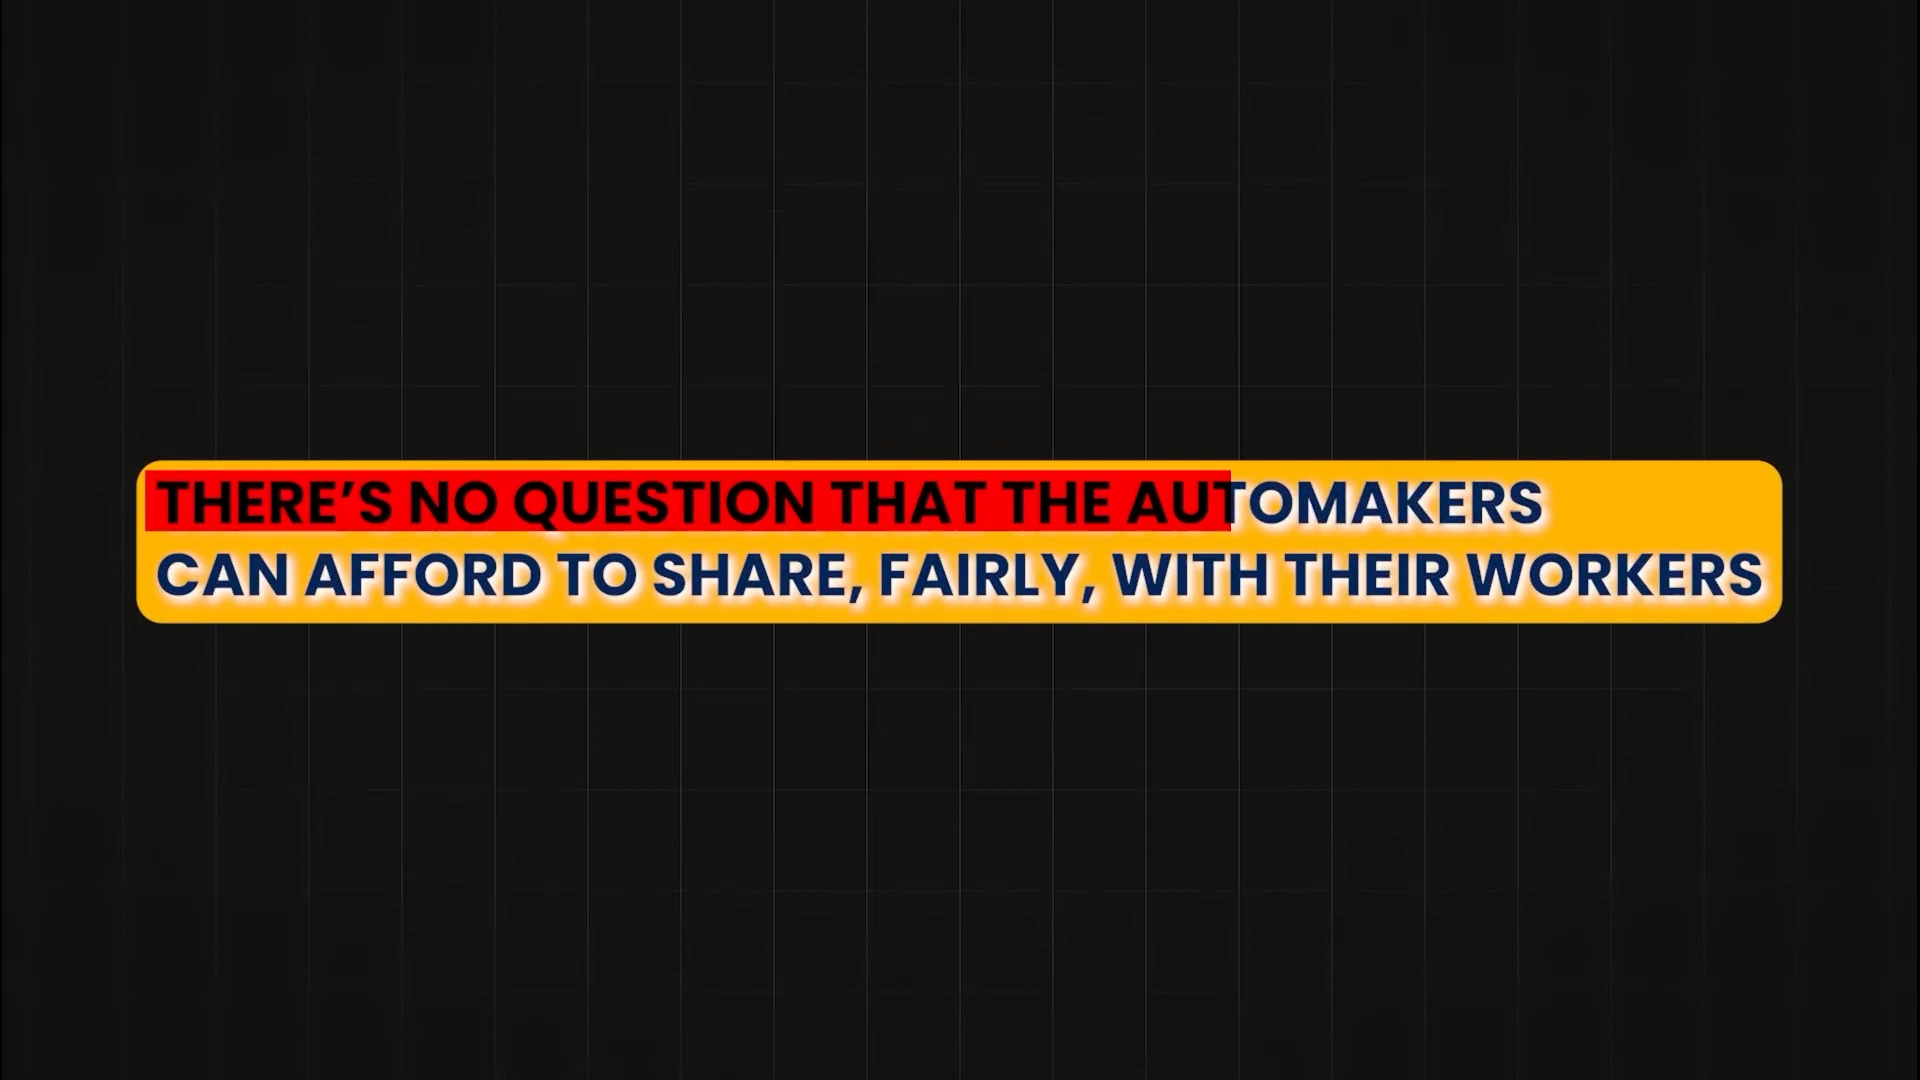 THERE’S NO QUESTION THAT THE AUTOMAKERS
CAN AFFORD TO SHARE, FAIRLY, WITH THEIR WORKERS